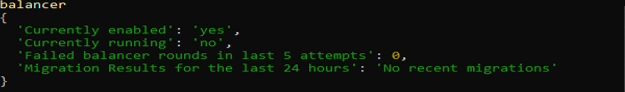 balancer
{
  'Currently enabled': 'yes',
  'Currently running': 'no',
  'Failed balancer rounds in last 5 attempts': 0,
  'Migration Results for the last 24 hours': 'No recent migrations'
}